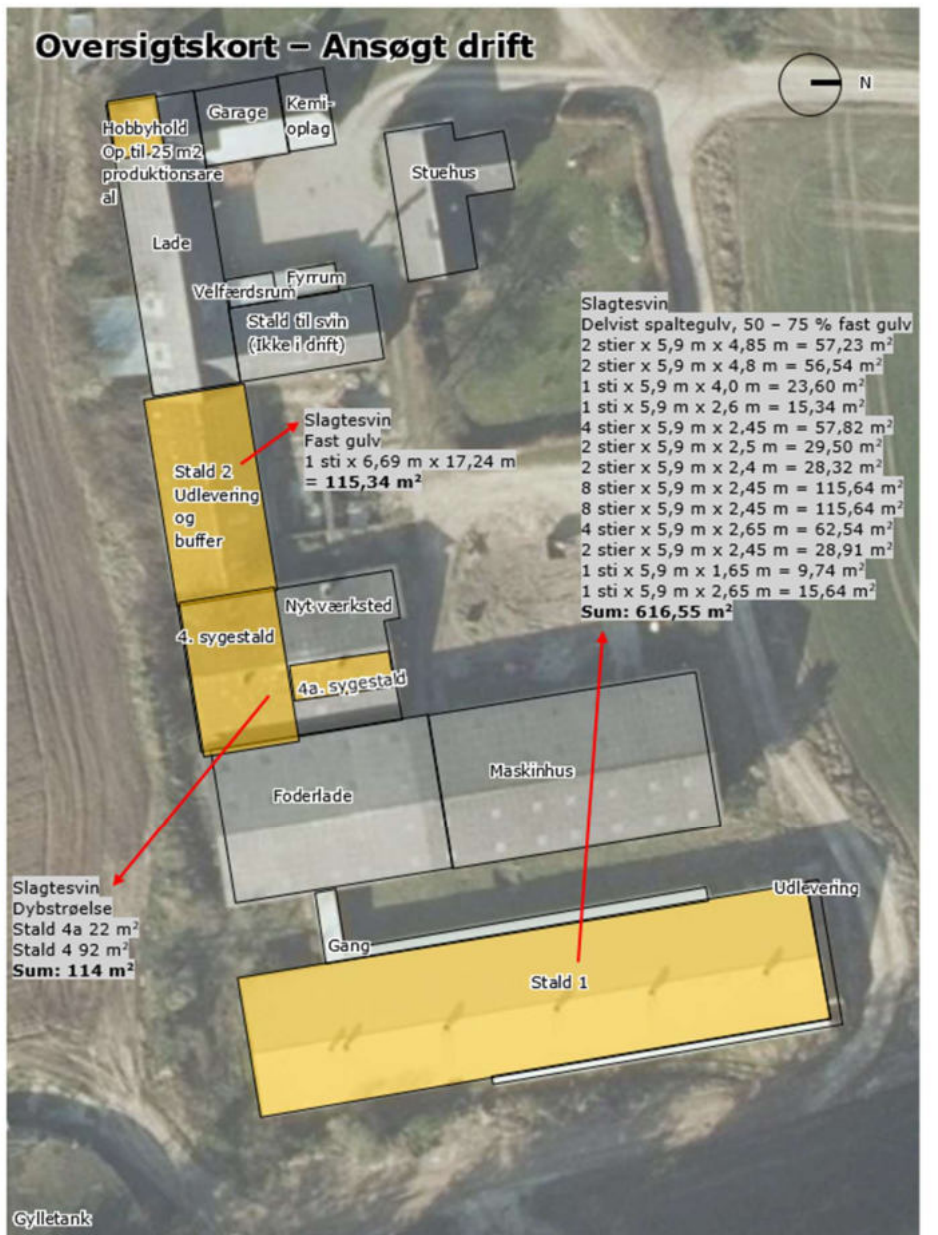 Oversigtskort – Ansøgt drift
N
Hobbyhold
Op til 25 m2
produktionsare
al
Garage
Kemi-
oplag
Stuehus
Lade
Velfærdsrum
Fyrrum
Stald til svin
(Ikke i drift)
Slagtesvin
Delvist spaltegulv, 50 – 75 % fast gulv
2 stier x 5,9 m x 4,85 m = 57,23 m²
2 stier x 5,9 m x 4,8 m = 56,54 m²
1 sti x 5,9 m x 4,0 m = 23,60 m²
1 sti x 5,9 m x 2,6 m = 15,34 m²
4 stier x 5,9 m x 2,45 m = 57,82 m²
2 stier x 5,9 m x 2,5 m = 29,50 m²
2 stier x 5,9 m x 2,4 m = 28,32 m²
8 stier x 5,9 m x 2,45 m = 115,64 m²
8 stier x 5,9 m x 2,45 m = 115,64 m²
4 stier x 5,9 m x 2,65 m = 62,54 m²
2 stier x 5,9 m x 2,45 m = 28,91 m²
1 sti x 5,9 m x 1,65 m = 9,74 m²
1 sti x 5,9 m x 2,65 m = 15,64 m²
Sum: 616,55 m²
Slagtesvin
Fast gulv
1 sti x 6,69 m x 17,24 m
= 115,34 m²
Stald 2
Udlevering
og
buffer
Nyt værksted
4. sygestald
4a. sygestald
Maskinhus
Foderlade
Slagtesvin
Dybstrøelse
Stald 4a 22 m²
Stald 4 92 m²
Sum: 114 m²
Udlevering
Gang
Stald 1
Gylletank